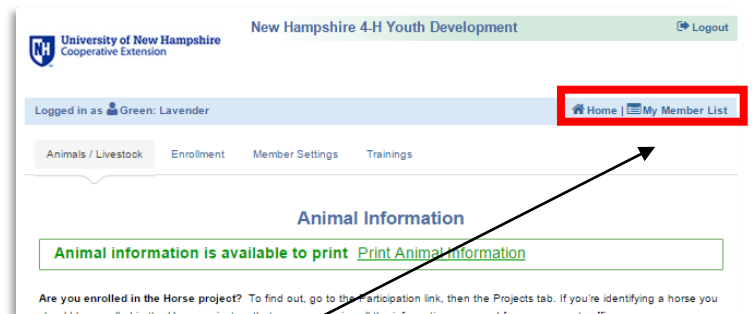 New Hampshire 4-H Youth Development
Logout
NH
University of New Hampshire
Cooperative Extension
Logged in as Green: Lavender
Home | My Member List
Animals / Livestock Enrollment Member Settings Trainings
Animal Information
Animal information is available to print Print Animal Information
Are you enrolled in the Horse project? To find out, go to the Participation link, then the Projects tab. If you're identifying a horse you